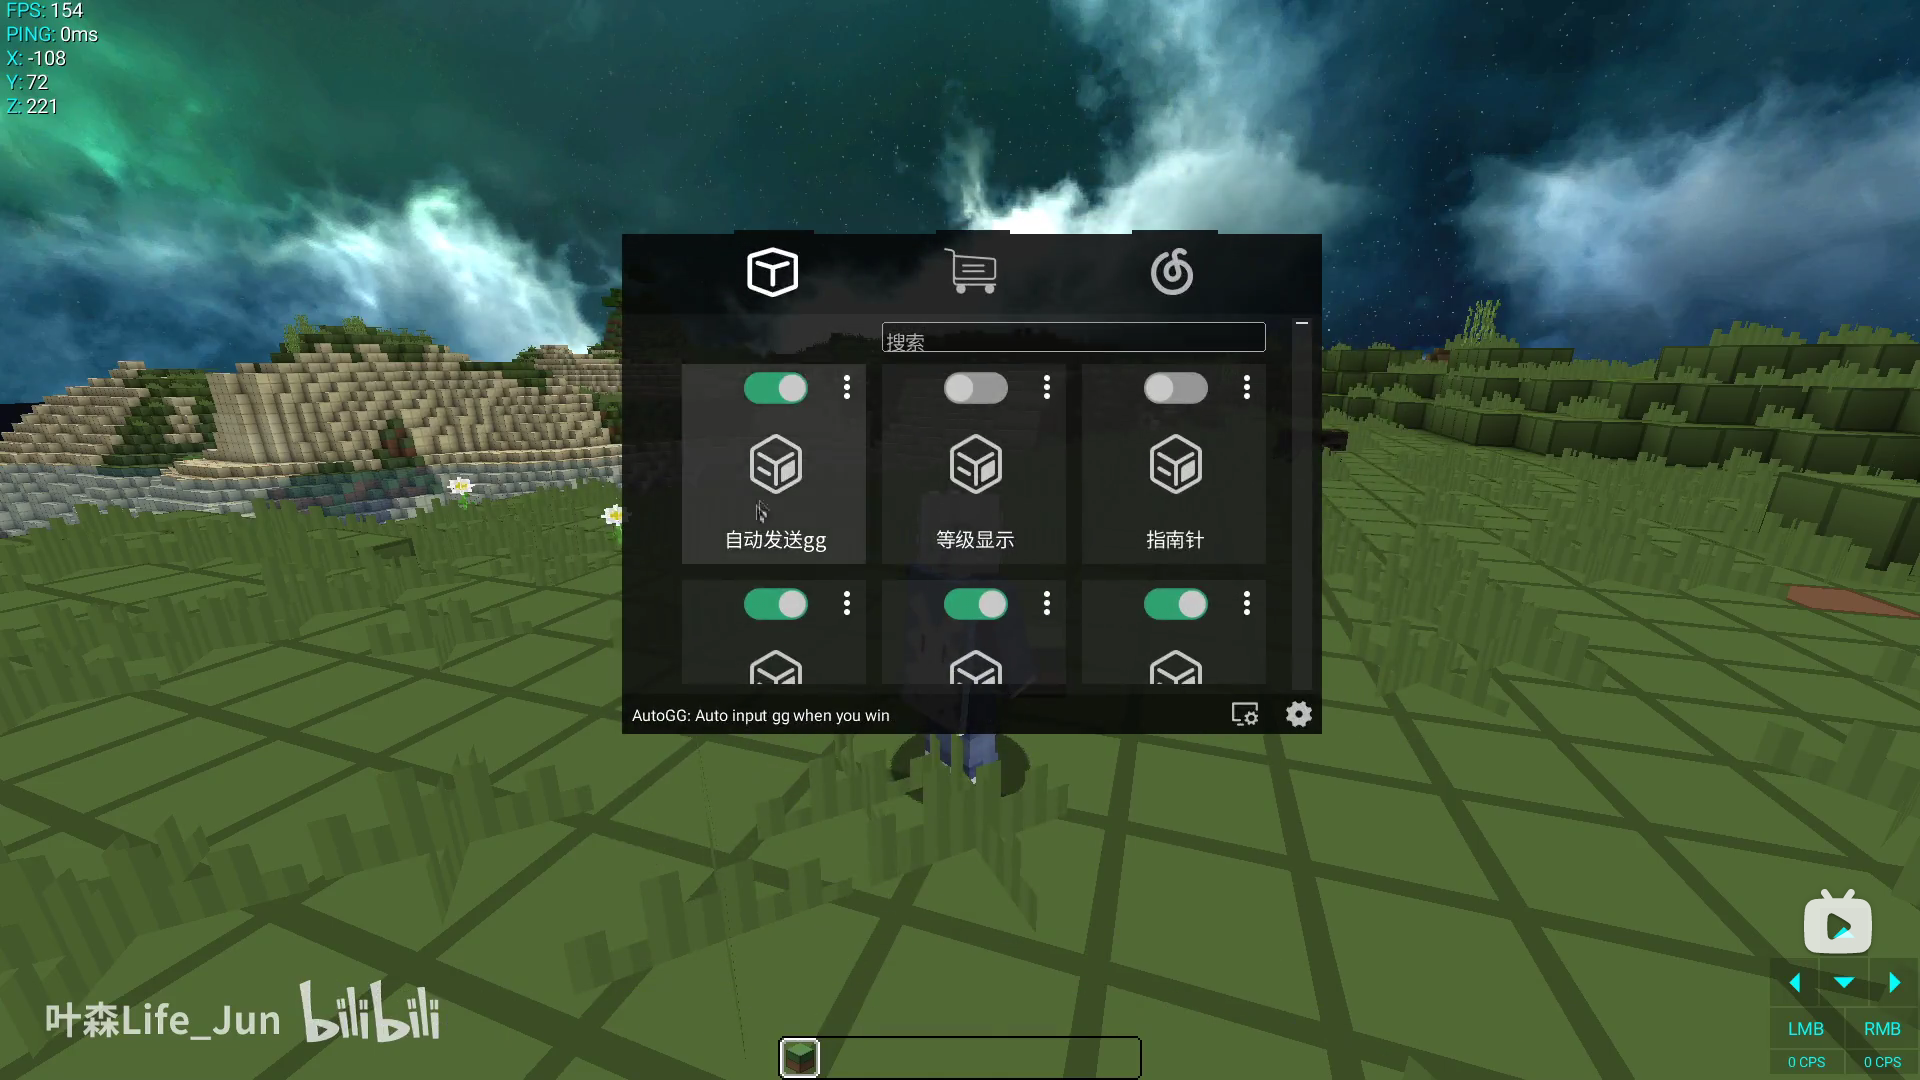 FPS: 154
PING: 0ms
X: -108
Y: 72
Z: 221
搜索
自动发送gg
等级显示
指南针
AutoGG: Auto input gg when you win
叶森Life_Jun bilibili
LMB RMB
0 CPS 0 CPS